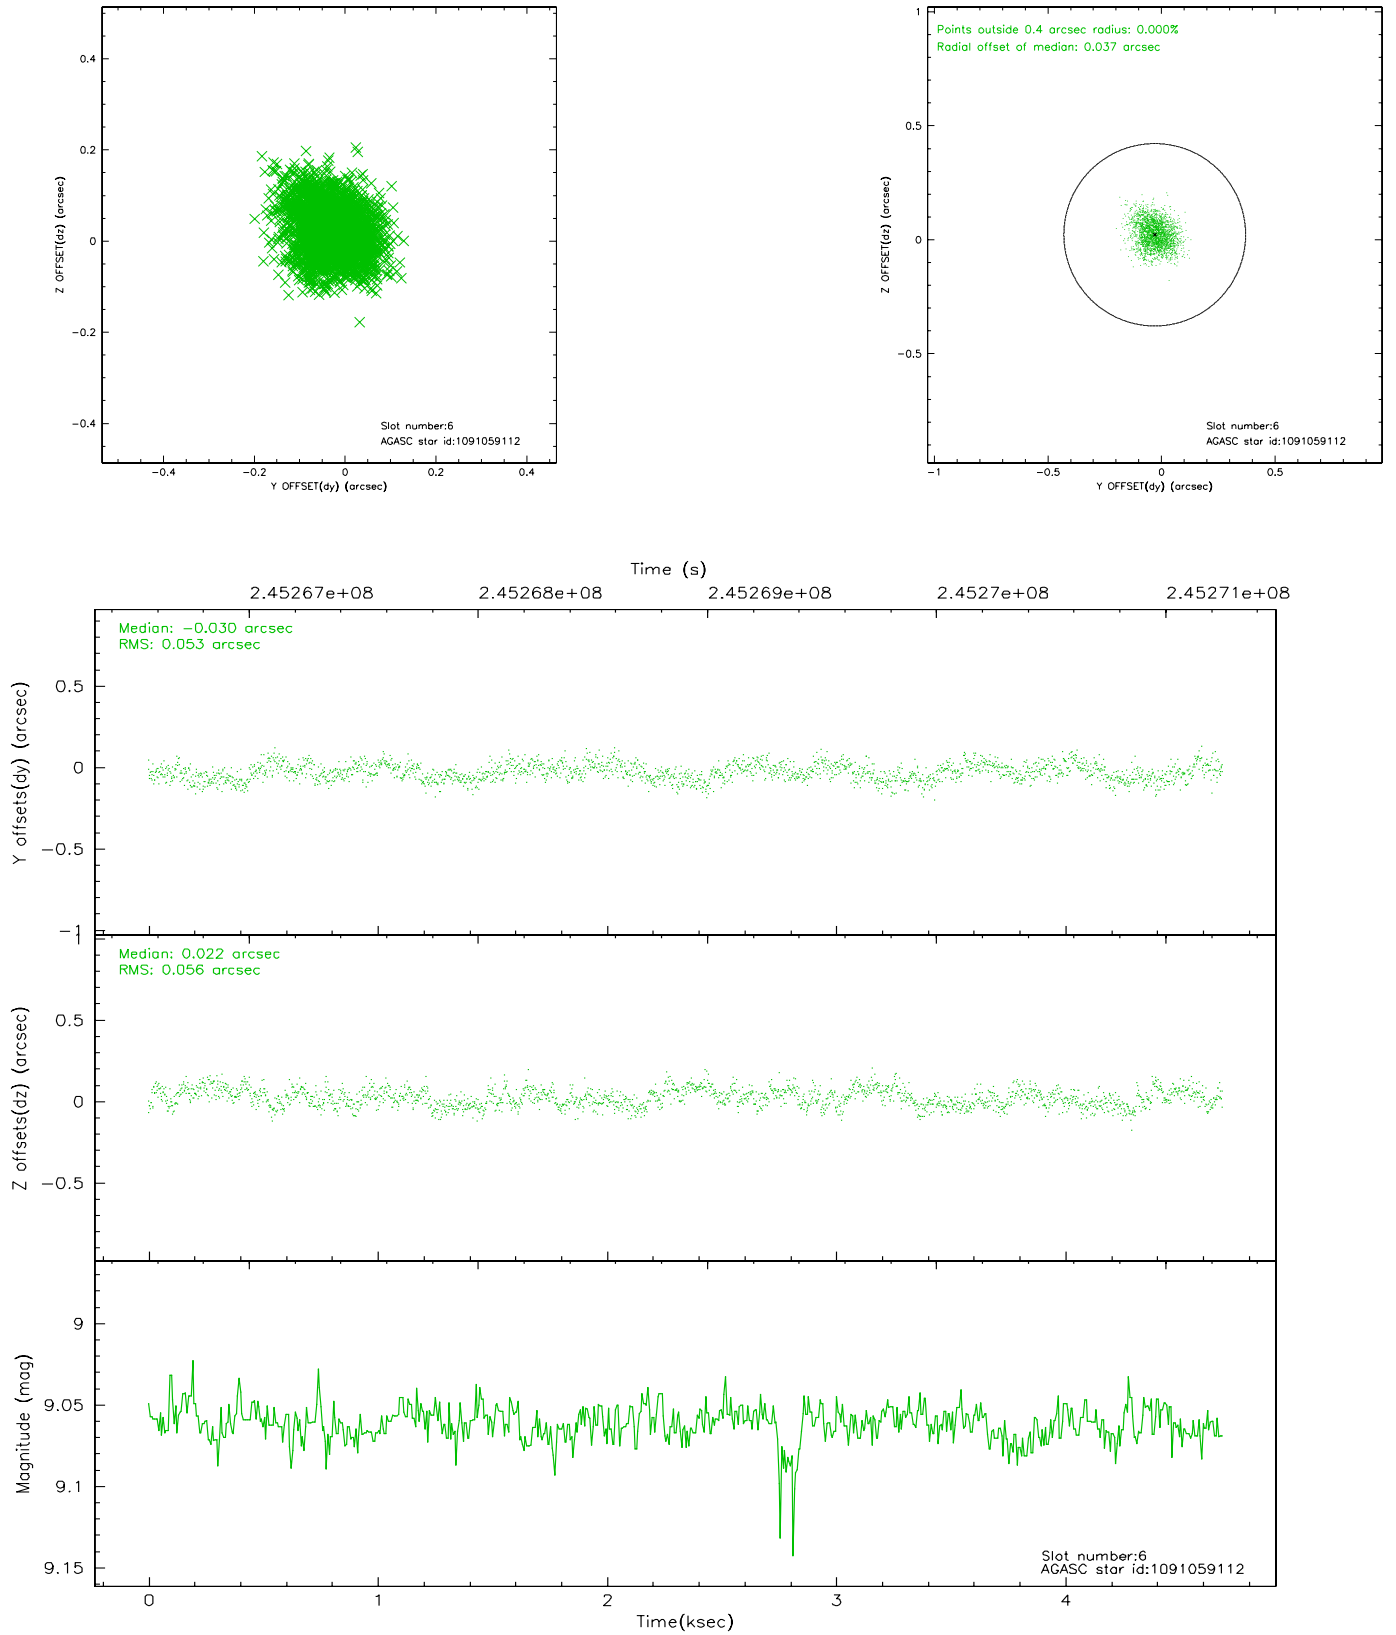 0.4
0.2
0
-0.2
-0.4
Z OFFSET(dz) (arcsec)
Slot number:6
AGASC star id:1091059112
-0.4
-0.2
0
0.2
0.4
Y OFFSET(dy) (arcsec)
Points outside 0.4 arcsec radius: 0.000%
Radial offset of median: 0.037 arcsec
1
0.5
0
-0.5
Z OFFSET(dz) (arcsec)
Slot number:6
AGASC star id:1091059112
-1
-0.5
0
0.5
Y OFFSET(dy) (arcsec)
Time (s)
2.45267e+08
2.45268e+08
2.45269e+08
2.4527e+08
2.45271e+08
Median: -0.030 arcsec
RMS: 0.053 arcsec
0.5
0
-0.5
-1
Y offsets(dy) (arcsec)
Median: 0.022 arcsec
RMS: 0.056 arcsec
1
0.5
0
-0.5
Z offsets(dz) (arcsec)
9
9.05
9.1
9.15
Magnitude (mag)
Slot number:6
AGASC star id:1091059112
0
1
2
3
4
Time(ksec)